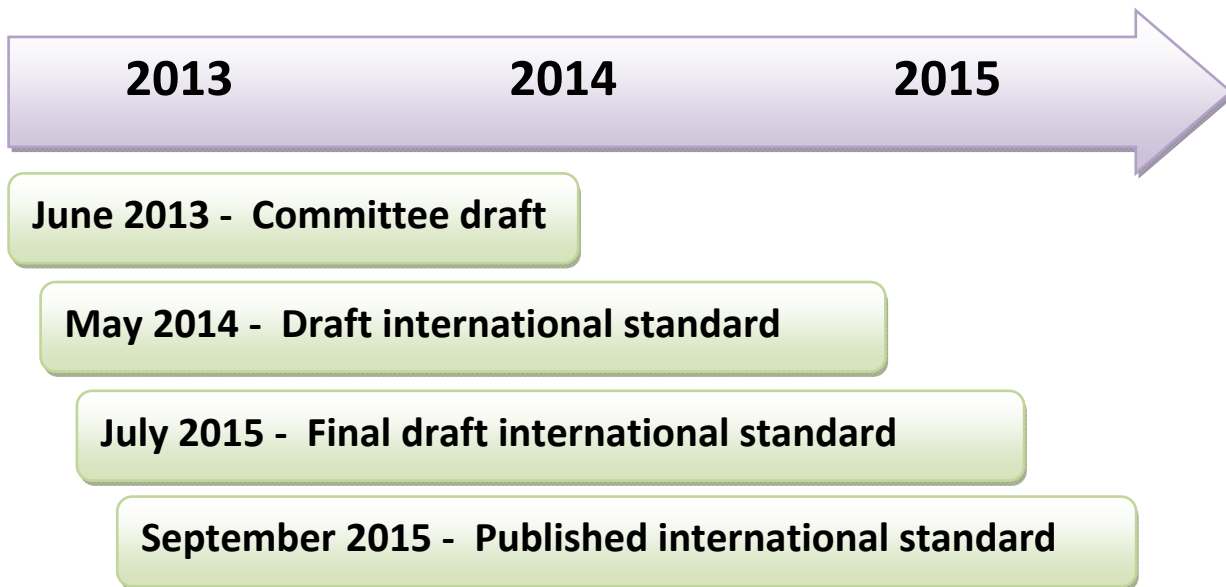 2013 2014 2015
June 2013 - Committee draft
May 2014 - Draft international standard
July 2015 - Final draft international standard
September 2015 - Published international standard